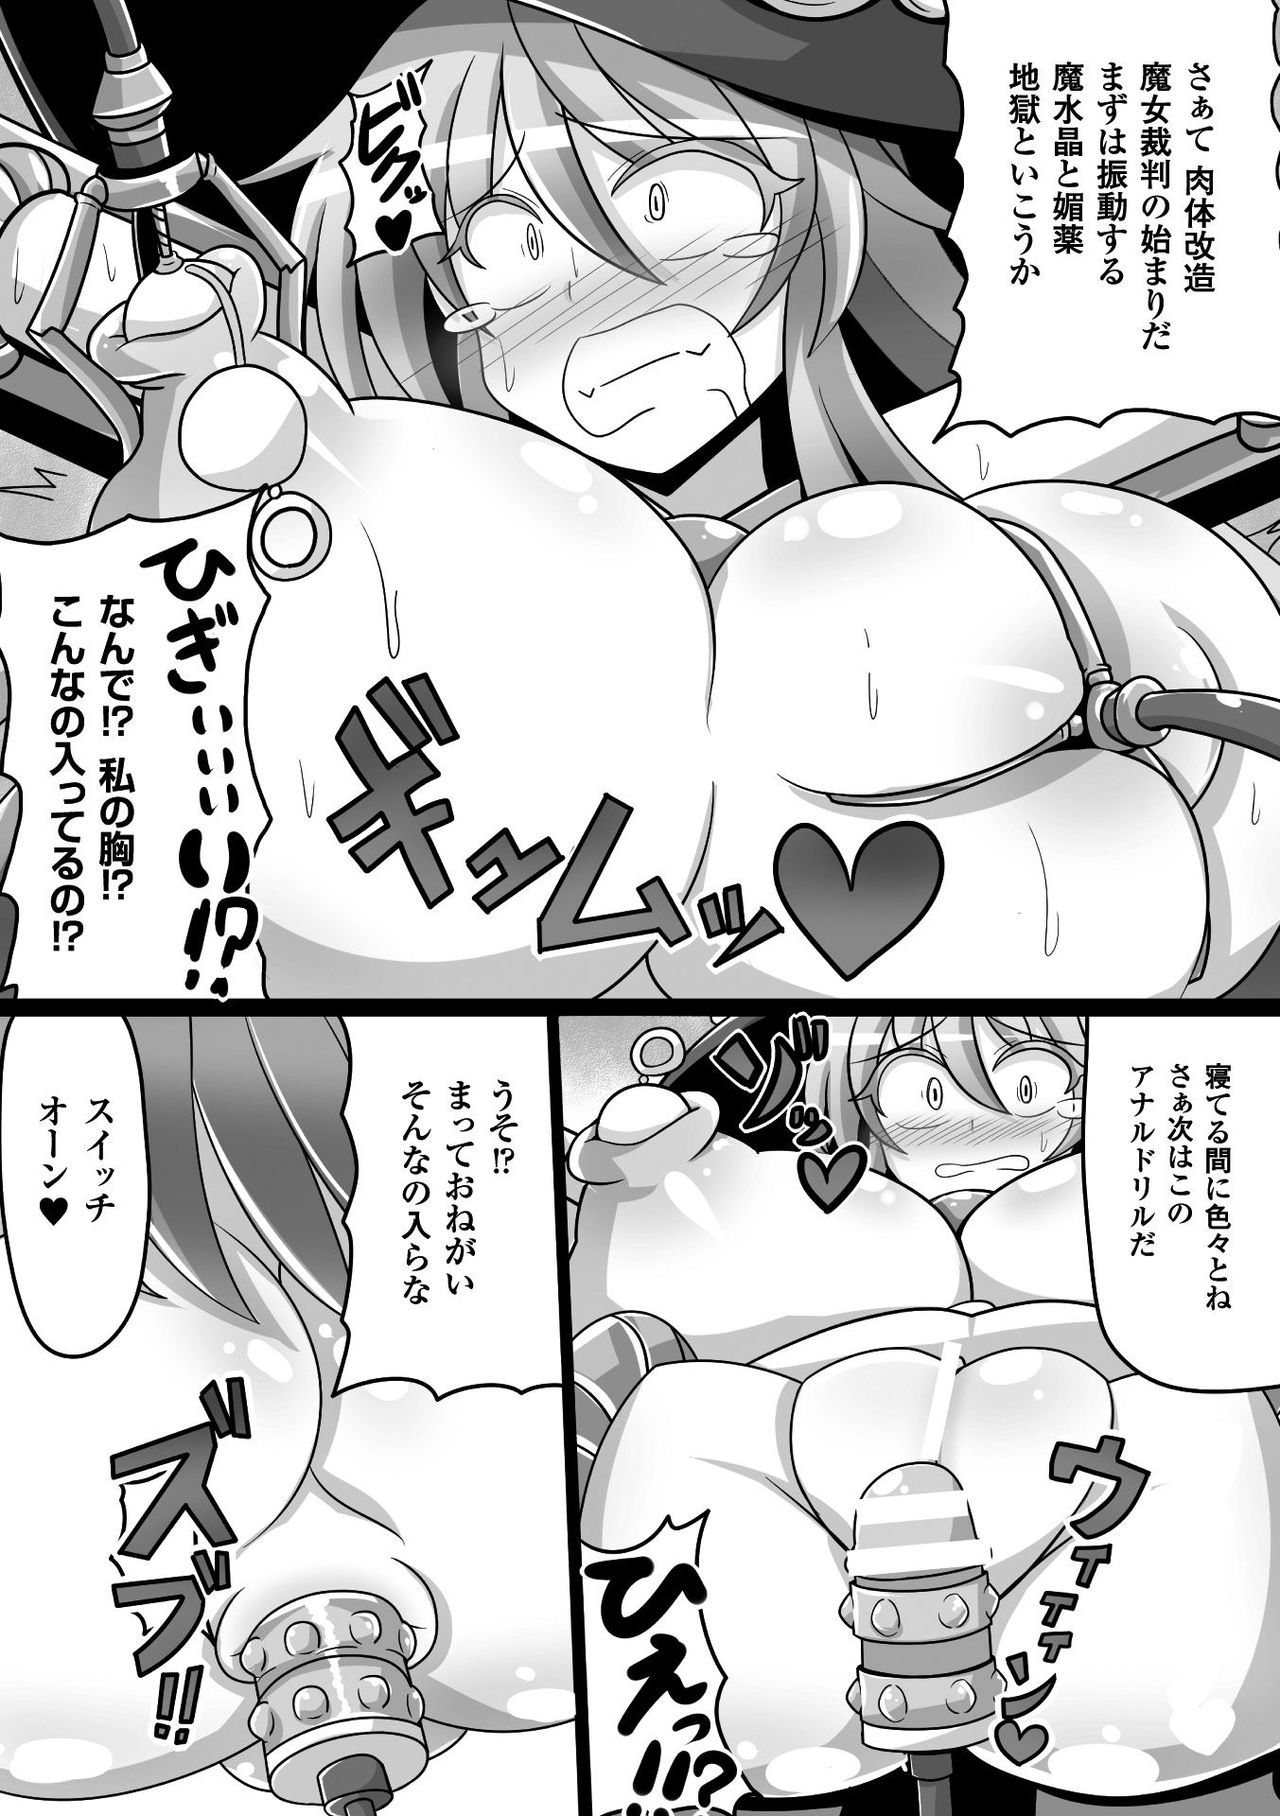 さぁて 肉体改造
魔女裁判の始まりだ
まずは振動する
魔水晶と媚薬
地獄といこうか
ビクッ♥
ひぎぃぃぃい!!?
なんで!? 私の胸!?
こんなの入ってるの!?
ギュムッ♥
寝てる間に色々とね
さぁ次はこの
アナルドリルだ
ゾゾッ♥
ウィイィィン♥
ひえっ!!?
うそ!?
まっておねがい
そんなの入らな
スイッチ
オーン♥
ズブッ!!